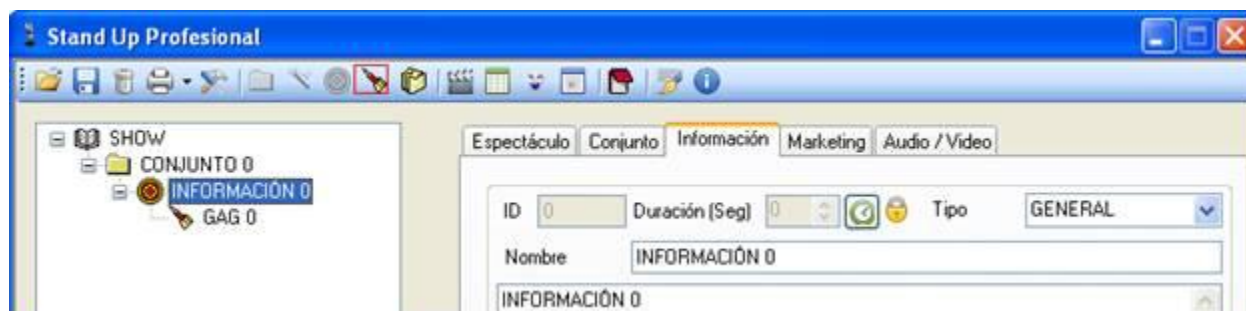 Stand Up Profesional
SHOW
CONJUNTO 0
INFORMACIÓN 0
GAG 0
Espectáculo Conjunto Información Marketing Audio / Video
ID 0 Duración (Seg) 0 Tipo GENERAL
Nombre INFORMACIÓN 0
INFORMACIÓN 0